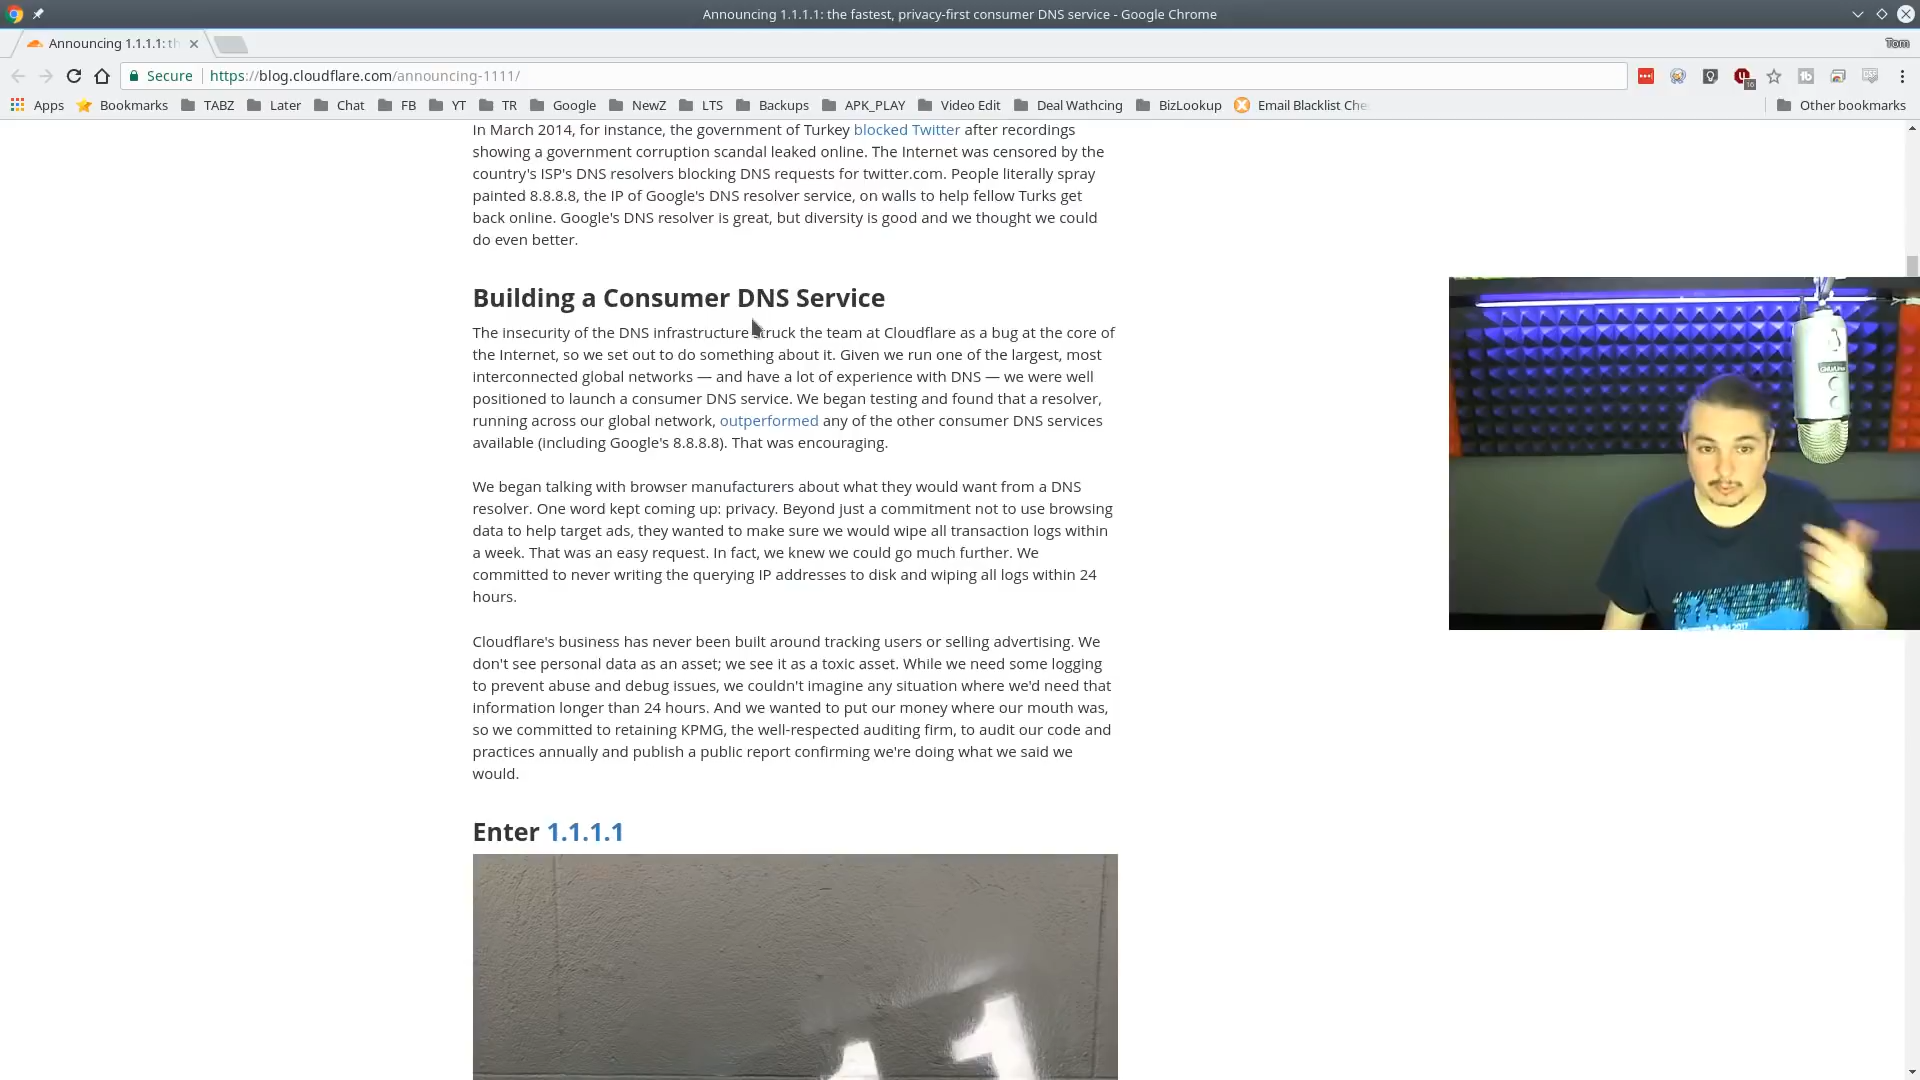 Announcing 1.1.1.1: the fastest, privacy-first consumer DNS service - Google Chrome
Announcing 1.1.1.1: th
Tom
Secure
https://blog.cloudflare.com/announcing-1111/
Apps
Bookmarks
TABZ
Later
Chat
FB
YT
TR
Google
NewZ
LTS
Backups
APK_PLAY
Video Edit
Deal Wathcing
BizLookup
Email Blacklist Che
Other bookmarks
In March 2014, for instance, the government of Turkey blocked Twitter after recordings
showing a government corruption scandal leaked online. The Internet was censored by the
country's ISP's DNS resolvers blocking DNS requests for twitter.com. People literally spray
painted 8.8.8.8, the IP of Google's DNS resolver service, on walls to help fellow Turks get
back online. Google's DNS resolver is great, but diversity is good and we thought we could
do even better.
Building a Consumer DNS Service
The insecurity of the DNS infrastructure struck the team at Cloudflare as a bug at the core of
the Internet, so we set out to do something about it. Given we run one of the largest, most
interconnected global networks — and have a lot of experience with DNS — we were well
positioned to launch a consumer DNS service. We began testing and found that a resolver,
running across our global network, outperformed any of the other consumer DNS services
available (including Google's 8.8.8.8). That was encouraging.
We began talking with browser manufacturers about what they would want from a DNS
resolver. One word kept coming up: privacy. Beyond just a commitment not to use browsing
data to help target ads, they wanted to make sure we would wipe all transaction logs within
a week. That was an easy request. In fact, we knew we could go much further. We
committed to never writing the querying IP addresses to disk and wiping all logs within 24
hours.
Cloudflare's business has never been built around tracking users or selling advertising. We
don't see personal data as an asset; we see it as a toxic asset. While we need some logging
to prevent abuse and debug issues, we couldn't imagine any situation where we'd need that
information longer than 24 hours. And we wanted to put our money where our mouth was,
so we committed to retaining KPMG, the well-respected auditing firm, to audit our code and
practices annually and publish a public report confirming we're doing what we said we
would.
Enter 1.1.1.1